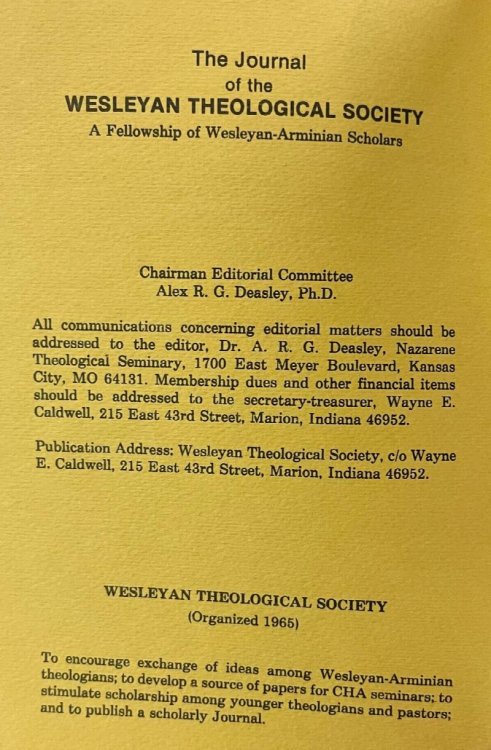 The Journal
of the
WESLEYAN THEOLOGICAL SOCIETY
A Fellowship of Wesleyan-Arminian Scholars
Chairman Editorial Committee
Alex R. G. Deasley, Ph.D.
All communications concerning editorial matters should be
addressed to the editor, Dr. A. R. G. Deasley, Nazarene
Theological Seminary, 1700 East Meyer Boulevard, Kansas
City, MO 64131. Membership dues and other financial items
should be addressed to the secretary-treasurer, Wayne E.
Caldwell, 215 East 43rd Street, Marion, Indiana 46952.
Publication Address: Wesleyan Theological Society, c/o Wayne
E. Caldwell, 215 East 43rd Street, Marion, Indiana 46952.
WESLEYAN THEOLOGICAL SOCIETY
(Organized 1965)
To encourage exchange of ideas among Wesleyan-Arminian
theologians; to develop a source of papers for CHA seminars; to
stimulate scholarship among younger theologians and pastors;
and to publish a scholarly Journal.